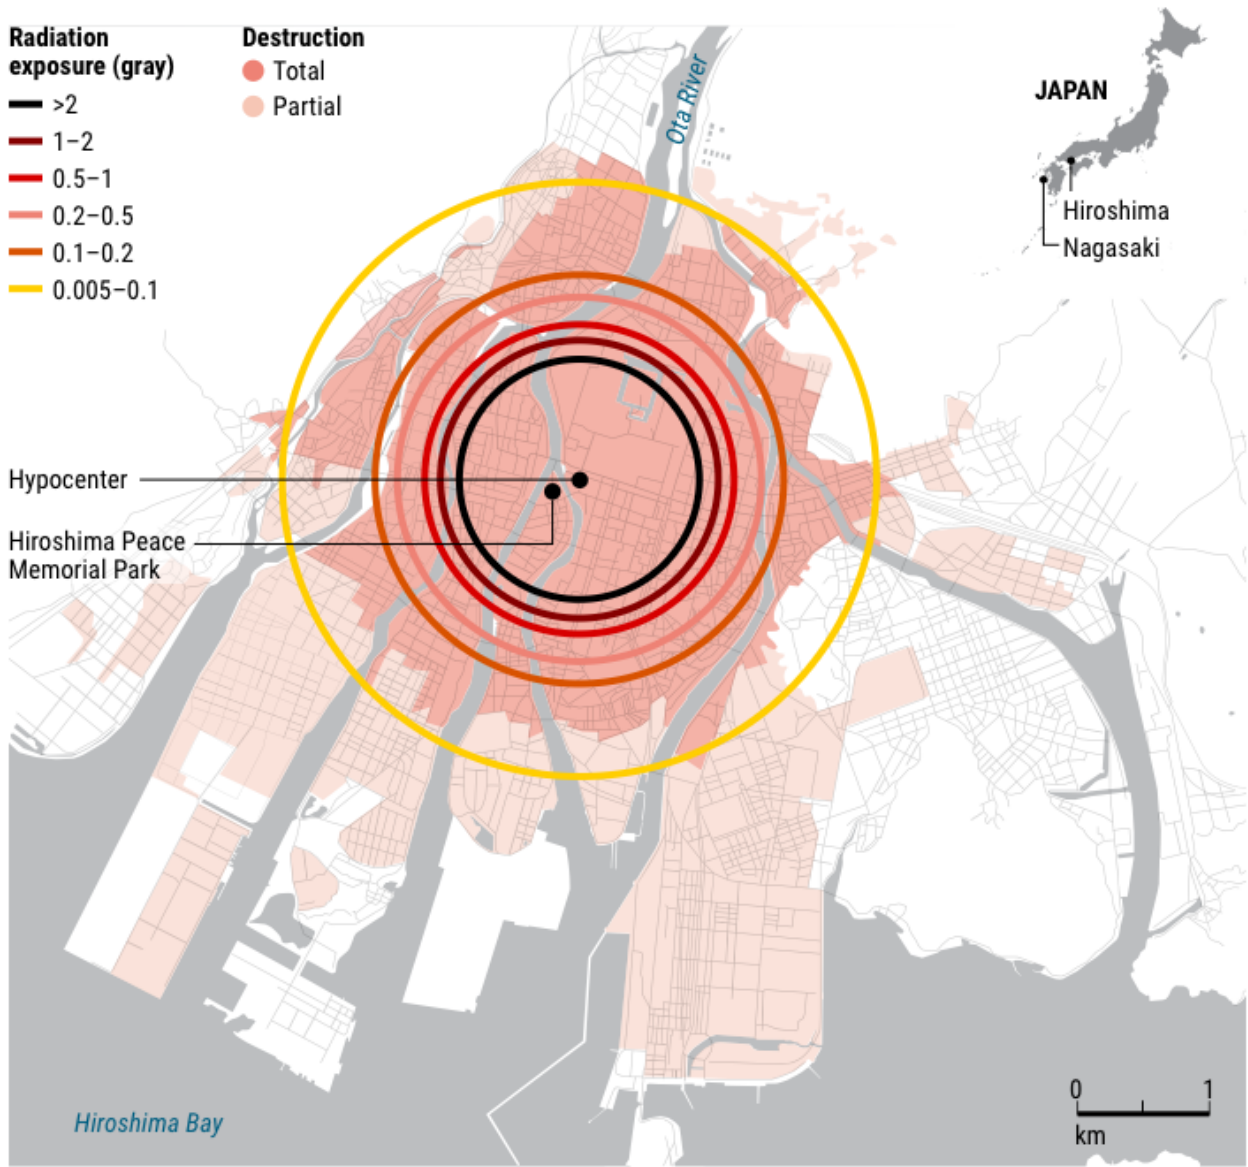 Radiation
exposure (gray)
>2
1–2
0.5–1
0.2–0.5
0.1–0.2
0.005–0.1
Destruction
Total
Partial
Ota River
JAPAN
Hiroshima
Nagasaki
Hypocenter
Hiroshima Peace
Memorial Park
Hiroshima Bay
0 1
km